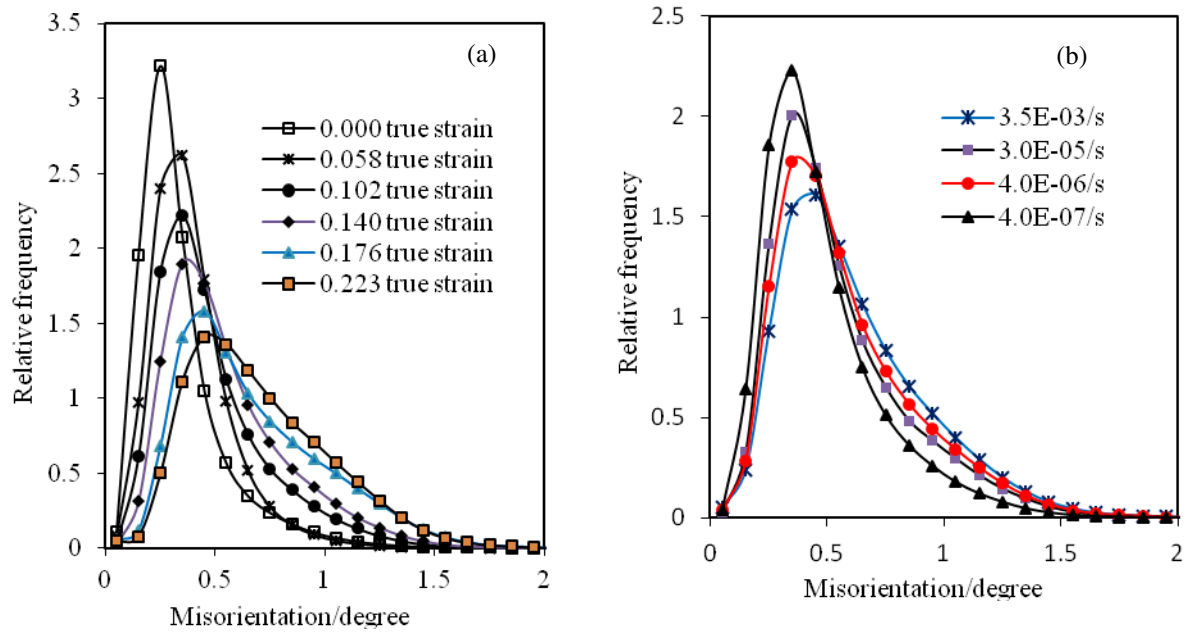 3.5
3
2.5
2
1.5
1
0.5
0
0
0.5
1
1.5
2
Relative frequency
Misorientation/degree
(a)
0.000 true strain
0.058 true strain
0.102 true strain
0.140 true strain
0.176 true strain
0.223 true strain
2.5
2
1.5
1
0.5
0
0
0.5
1
1.5
2
Relative frequency
Misorientation/degree
(b)
3.5E-03/s
3.0E-05/s
4.0E-06/s
4.0E-07/s